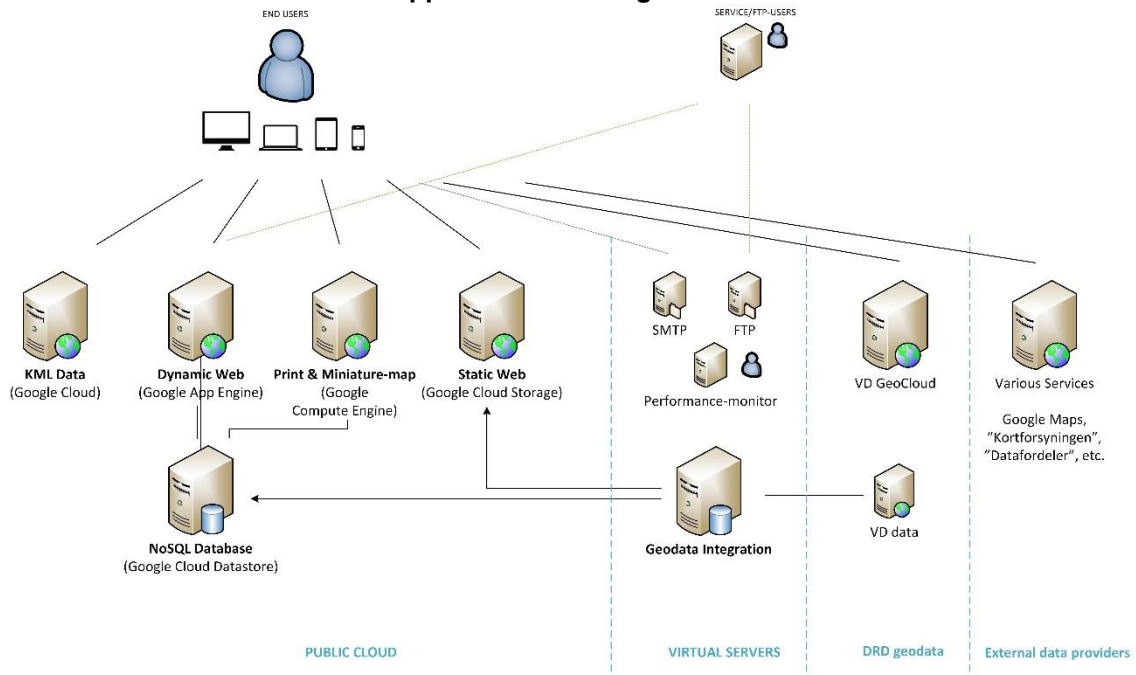 END USERS
SERVICE/FTP-USERS
KML Data
(Google Cloud)
Dynamic Web
(Google App Engine)
Print & Miniature-map
(Google
Compute Engine)
Static Web
(Google Cloud Storage)
SMTP
FTP
Performance-monitor
VD GeoCloud
Various Services
Google Maps,
”Kortforsyningen”,
”Datafordeler”, etc.
NoSQL Database
(Google Cloud Datastore)
Geodata Integration
VD data
PUBLIC CLOUD
VIRTUAL SERVERS
DRD geodata
External data providers